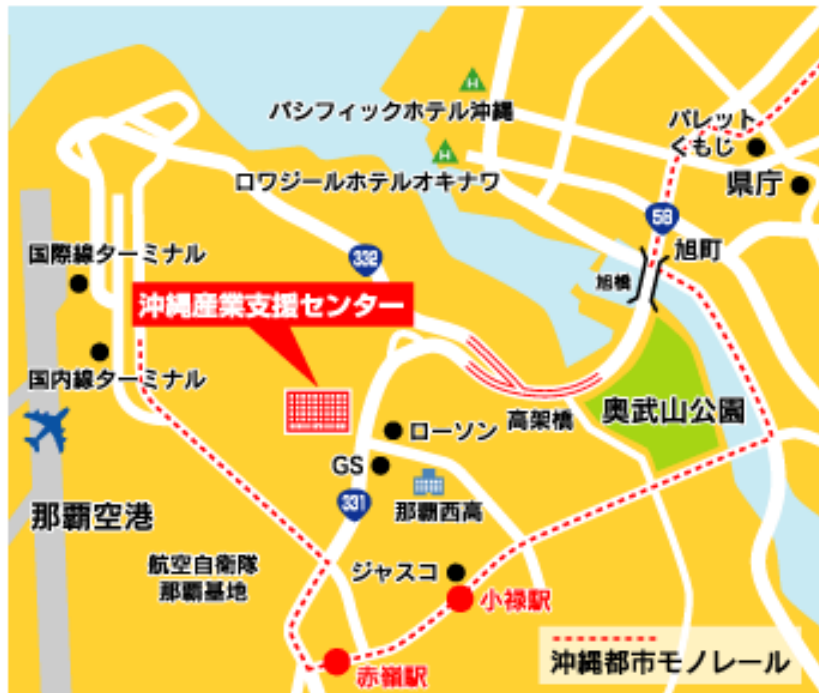 パシフィックホテル沖縄
パレット
くもじ
ロワジールホテルオキナワ
県庁
58
旭町
国際線ターミナル
332
旭橋
沖縄産業支援センター
国内線ターミナル
奥武山公園
高架橋
ローソン
GS
那覇空港
331
那覇西高
航空自衛隊
那覇基地
ジャスコ
小禄駅
赤嶺駅
沖縄都市モノレール
H
H